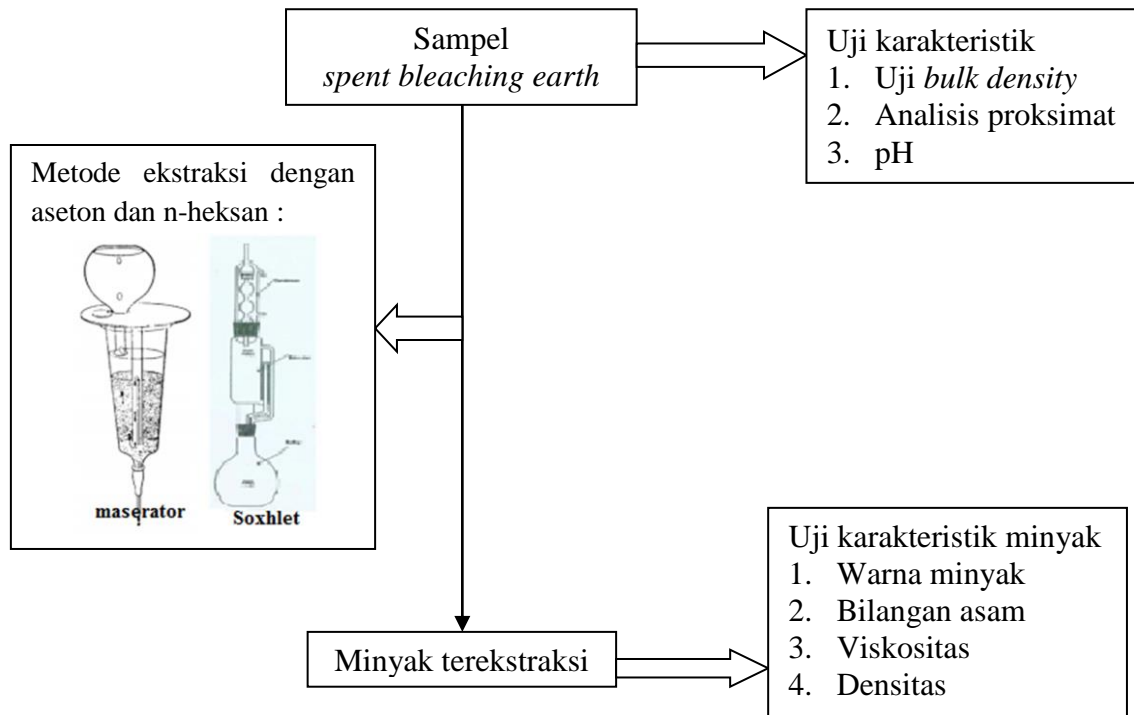 Sampel
spent bleaching earth
Uji karakteristik
1. Uji bulk density
2. Analisis proksimat
3. pH
Metode ekstraksi dengan
aseton dan n-heksan :
maserator
Soxhlet
Minyak terekstraksi
Uji karakteristik minyak
1. Warna minyak
2. Bilangan asam
3. Viskositas
4. Densitas